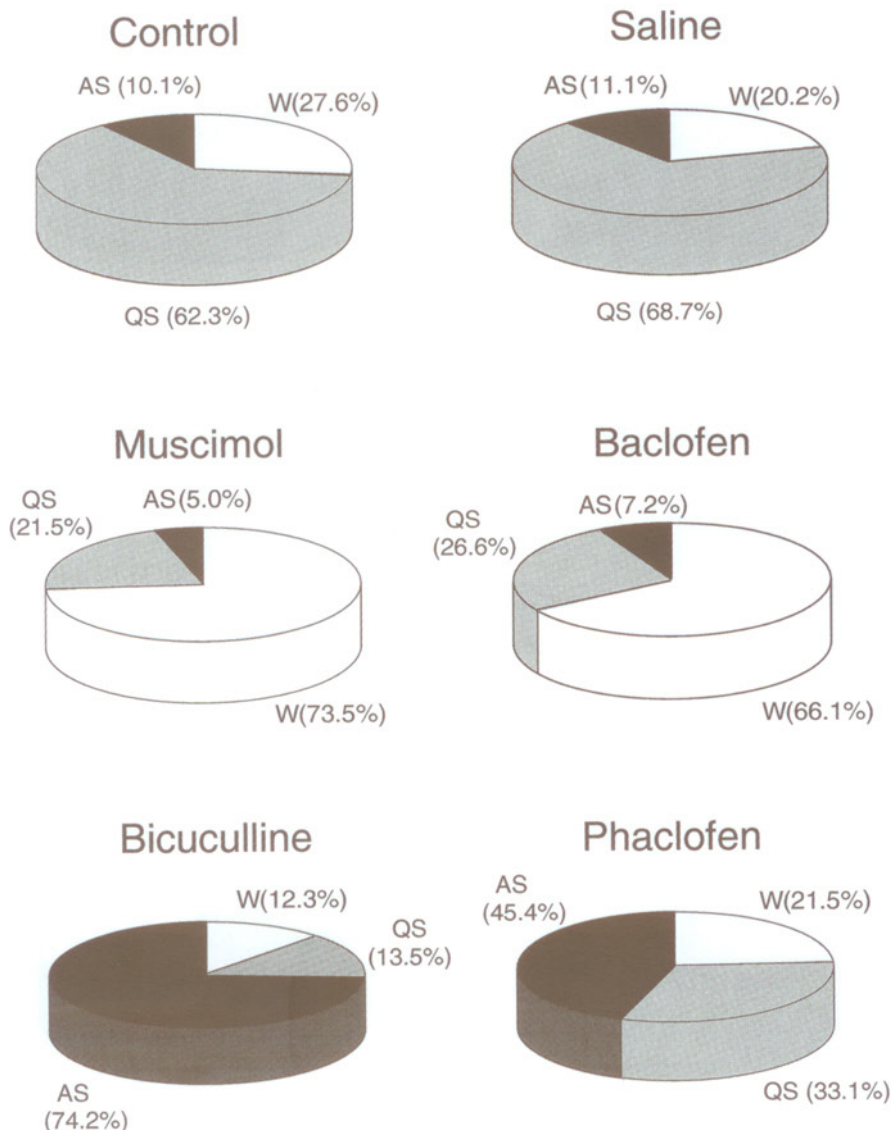 Control
AS (10.1%)
W(27.6%)
QS (62.3%)
Saline
AS(11.1%)
W(20.2%)
QS (68.7%)
Muscimol
QS
(21.5%)
AS(5.0%)
W(73.5%)
Baclofen
QS
(26.6%)
AS(7.2%)
W(66.1%)
Bicuculline
W(12.3%)
QS
(13.5%)
AS
(74.2%)
Phaclofen
AS
(45.4%)
W(21.5%)
QS (33.1%)